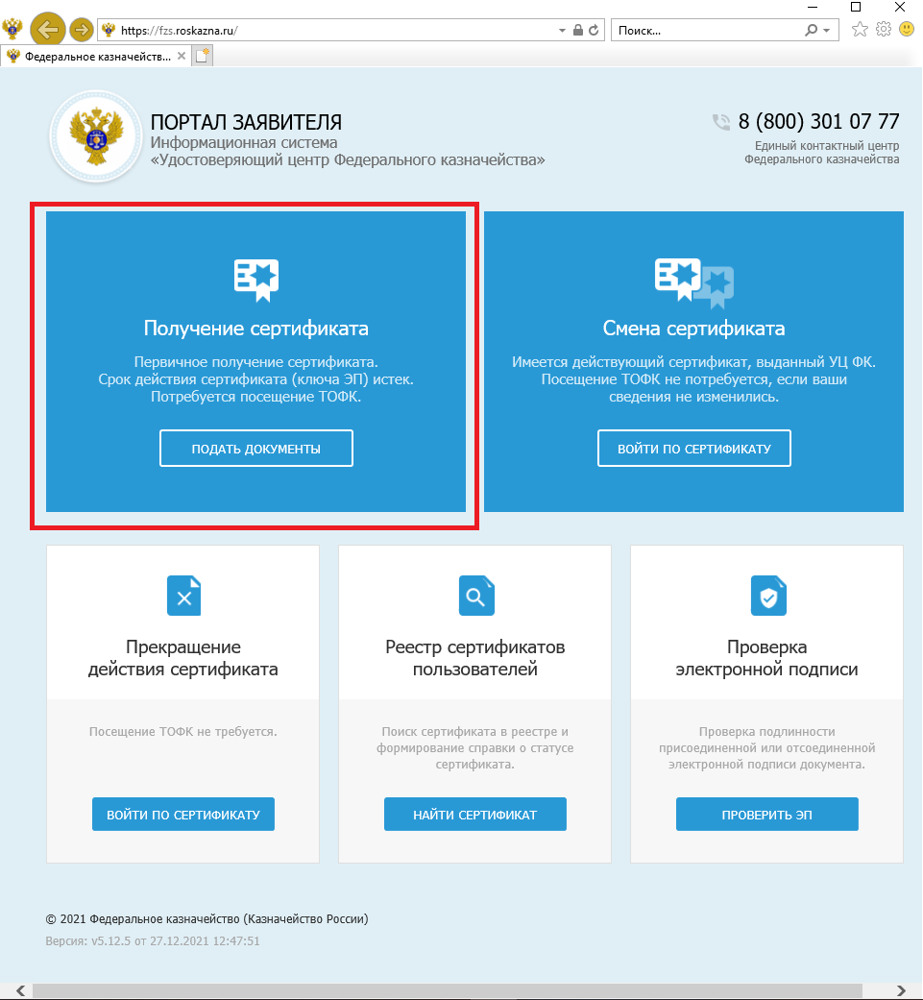 https://fzs.roskazna.ru/
Поиск...
Федеральное казначейств...
ПОРТАЛ ЗАЯВИТЕЛЯ
Информационная система
«Удостоверяющий центр Федерального казначейства»
8 (800) 301 07 77
Единый контактный центр
Федерального казначейства
Получение сертификата
Первичное получение сертификата.
Срок действия сертификата (ключа ЭП) истек.
Потребуется посещение ТОФК.
ПОДАТЬ ДОКУМЕНТЫ
Смена сертификата
Имеется действующий сертификат, выданный УЦ ФК.
Посещение ТОФК не потребуется, если ваши
сведения не изменились.
ВОЙТИ ПО СЕРТИФИКАТУ
Прекращение
действия сертификата
Посещение ТОФК не требуется.
ВОЙТИ ПО СЕРТИФИКАТУ
Реестр сертификатов
пользователей
Поиск сертификата в реестре и
формирование справки о статусе
сертификата.
НАЙТИ СЕРТИФИКАТ
Проверка
электронной подписи
Проверка подлинности
присоединенной или отсоединенной
электронной подписи документа.
ПРОВЕРИТЬ ЭП
© 2021 Федеральное казначейство (Казначейство России)
Версия: v5.12.5 от 27.12.2021 12:47:51